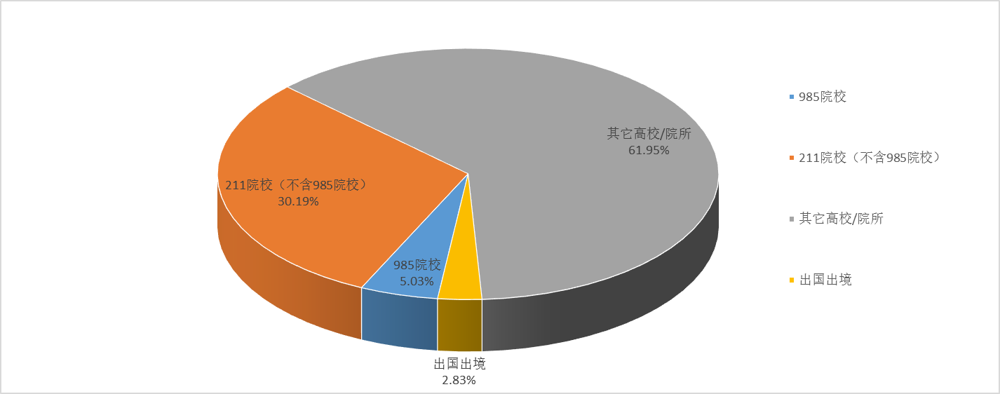 其它高校/院所
61.95%
211院校（不含985院校）
30.19%
985院校
5.03%
出国出境
2.83%
985院校
211院校（不含985院校）
其它高校/院所
出国出境